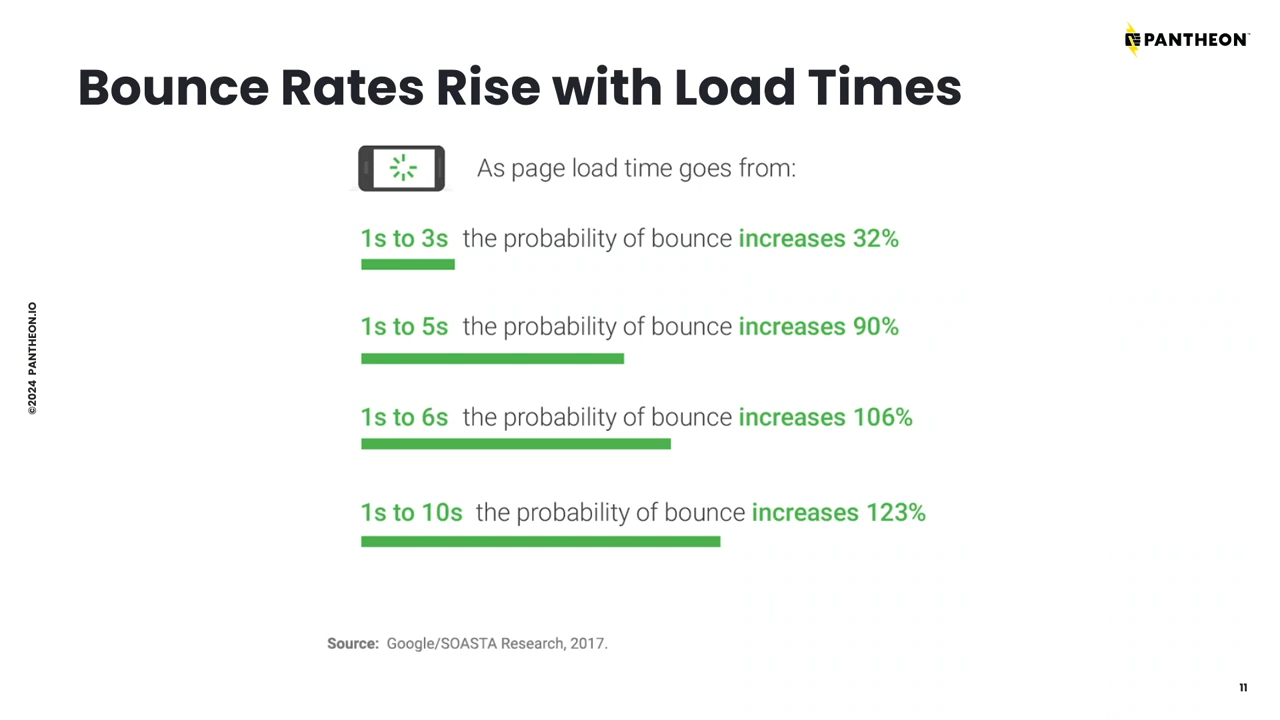 PANTHEON
Bounce Rates Rise with Load Times
As page load time goes from:
1s to 3s the probability of bounce increases 32%
1s to 5s the probability of bounce increases 90%
1s to 6s the probability of bounce increases 106%
1s to 10s the probability of bounce increases 123%
Source: Google/SOASTA Research, 2017.
©2024 PANTHEON.IO
11